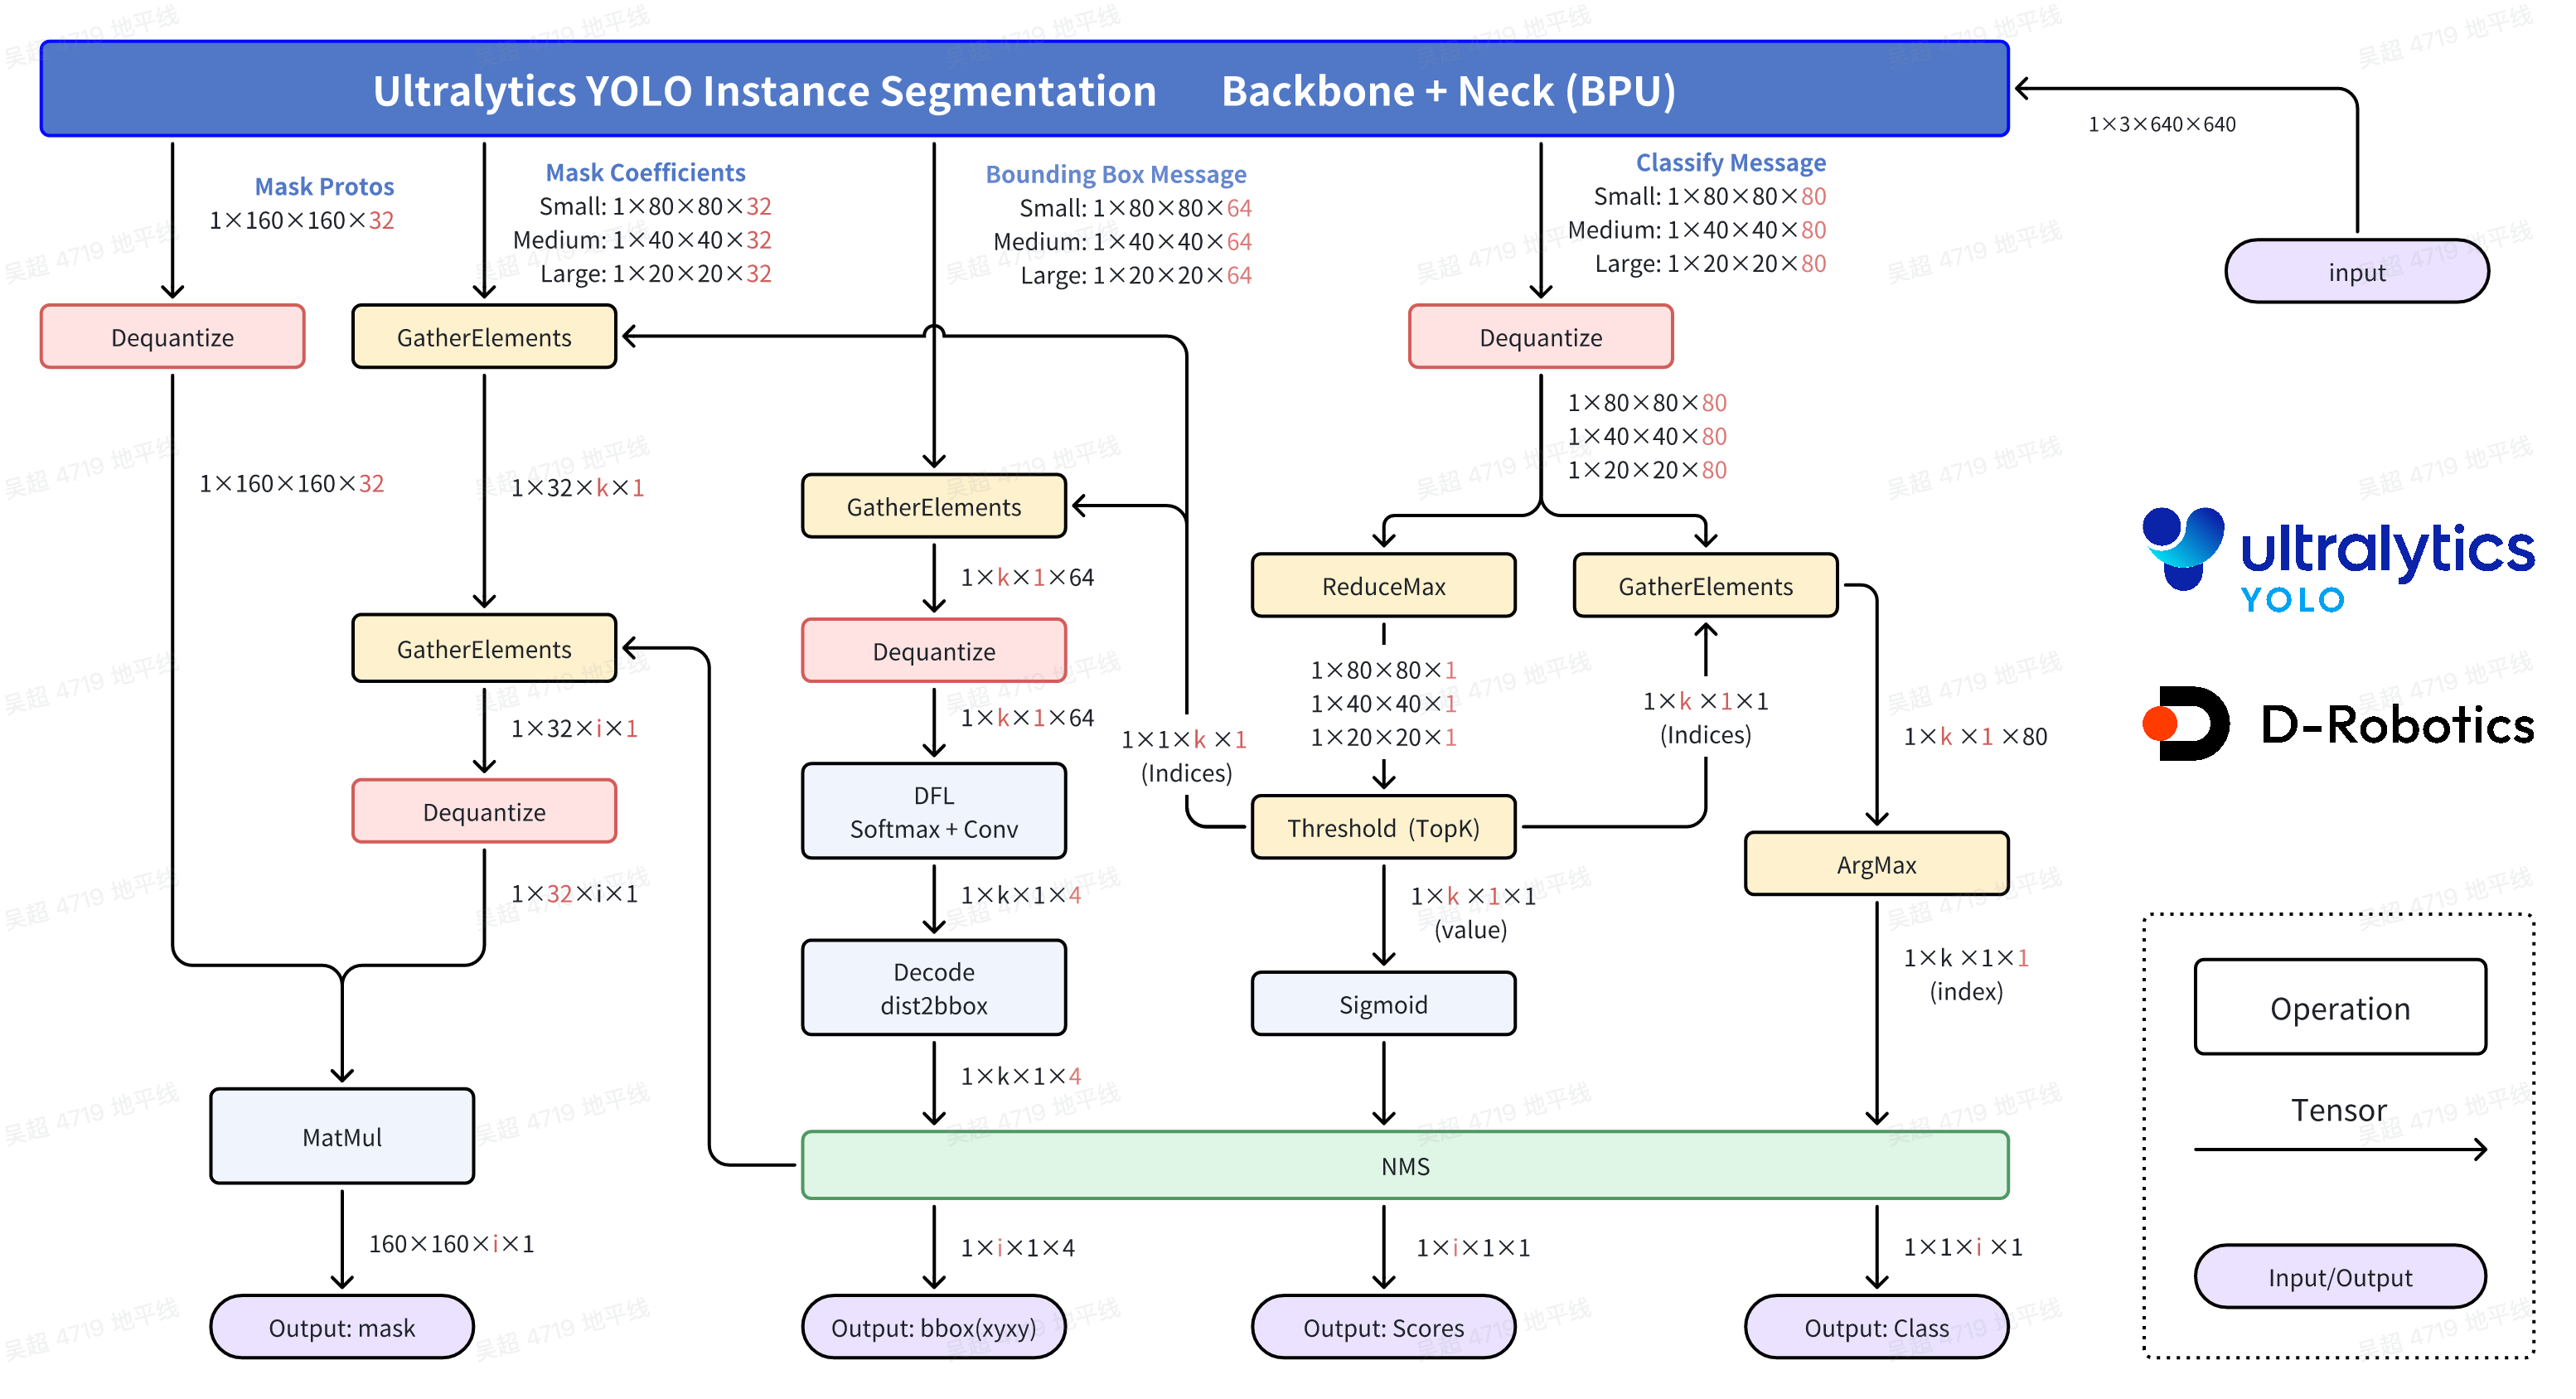 Ultralytics YOLO Instance Segmentation Backbone + Neck (BPU)
1×3×640×640
input
Mask Protos
1×160×160×32
Mask Coefficients
Small: 1×80×80×32
Medium: 1×40×40×32
Large: 1×20×20×32
Bounding Box Message
Small: 1×80×80×64
Medium: 1×40×40×64
Large: 1×20×20×64
Classify Message
Small: 1×80×80×80
Medium: 1×40×40×80
Large: 1×20×20×80
Dequantize
GatherElements
Dequantize
1×80×80×80
1×40×40×80
1×20×20×80
1×160×160×32
1×32×k×1
GatherElements
1×k×1×64
ReduceMax
GatherElements
GatherElements
Dequantize
1×80×80×1
1×40×40×1
1×20×20×1
1×k ×1×1
(Indices)
1×32×i×1
1×k×1×64
1×1×k ×1
(Indices)
1×k ×1 ×80
Dequantize
DFL
Softmax + Conv
Threshold (TopK)
ArgMax
1×32×i×1
1×k×1×4
1×k ×1×1
(value)
1×k ×1×1
(index)
Decode
dist2bbox
Sigmoid
1×k×1×4
MatMul
NMS
160×160×i×1
1×i×1×4
1×i×1×1
1×1×i ×1
Output: mask
Output: bbox(xyxy)
Output: Scores
Output: Class
ultralytics
YOLO
D-Robotics
Operation
Tensor
Input/Output
吴超 4719 地平线